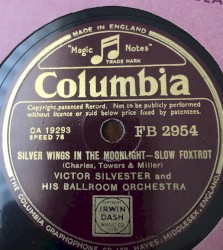 MADE IN ENGLAND
"Magic Notes"
TRADE MARK
Columbia
Copyright, patented Record. Not to be publicly performed
without licence or sold below price fixed by patentees.
CA 19293
SPEED 78
FB 2954
SILVER WINGS IN THE MOONLIGHT—SLOW FOXTROT
(Charles, Towers & Miller)
VICTOR SILVESTER and
HIS BALLROOM ORCHESTRA
IRWIN
DASH
MUSIC CO.
THE COLUMBIA GRAPHOPHONE CO. LTD., HAYES, MIDDLESEX, ENGLAND